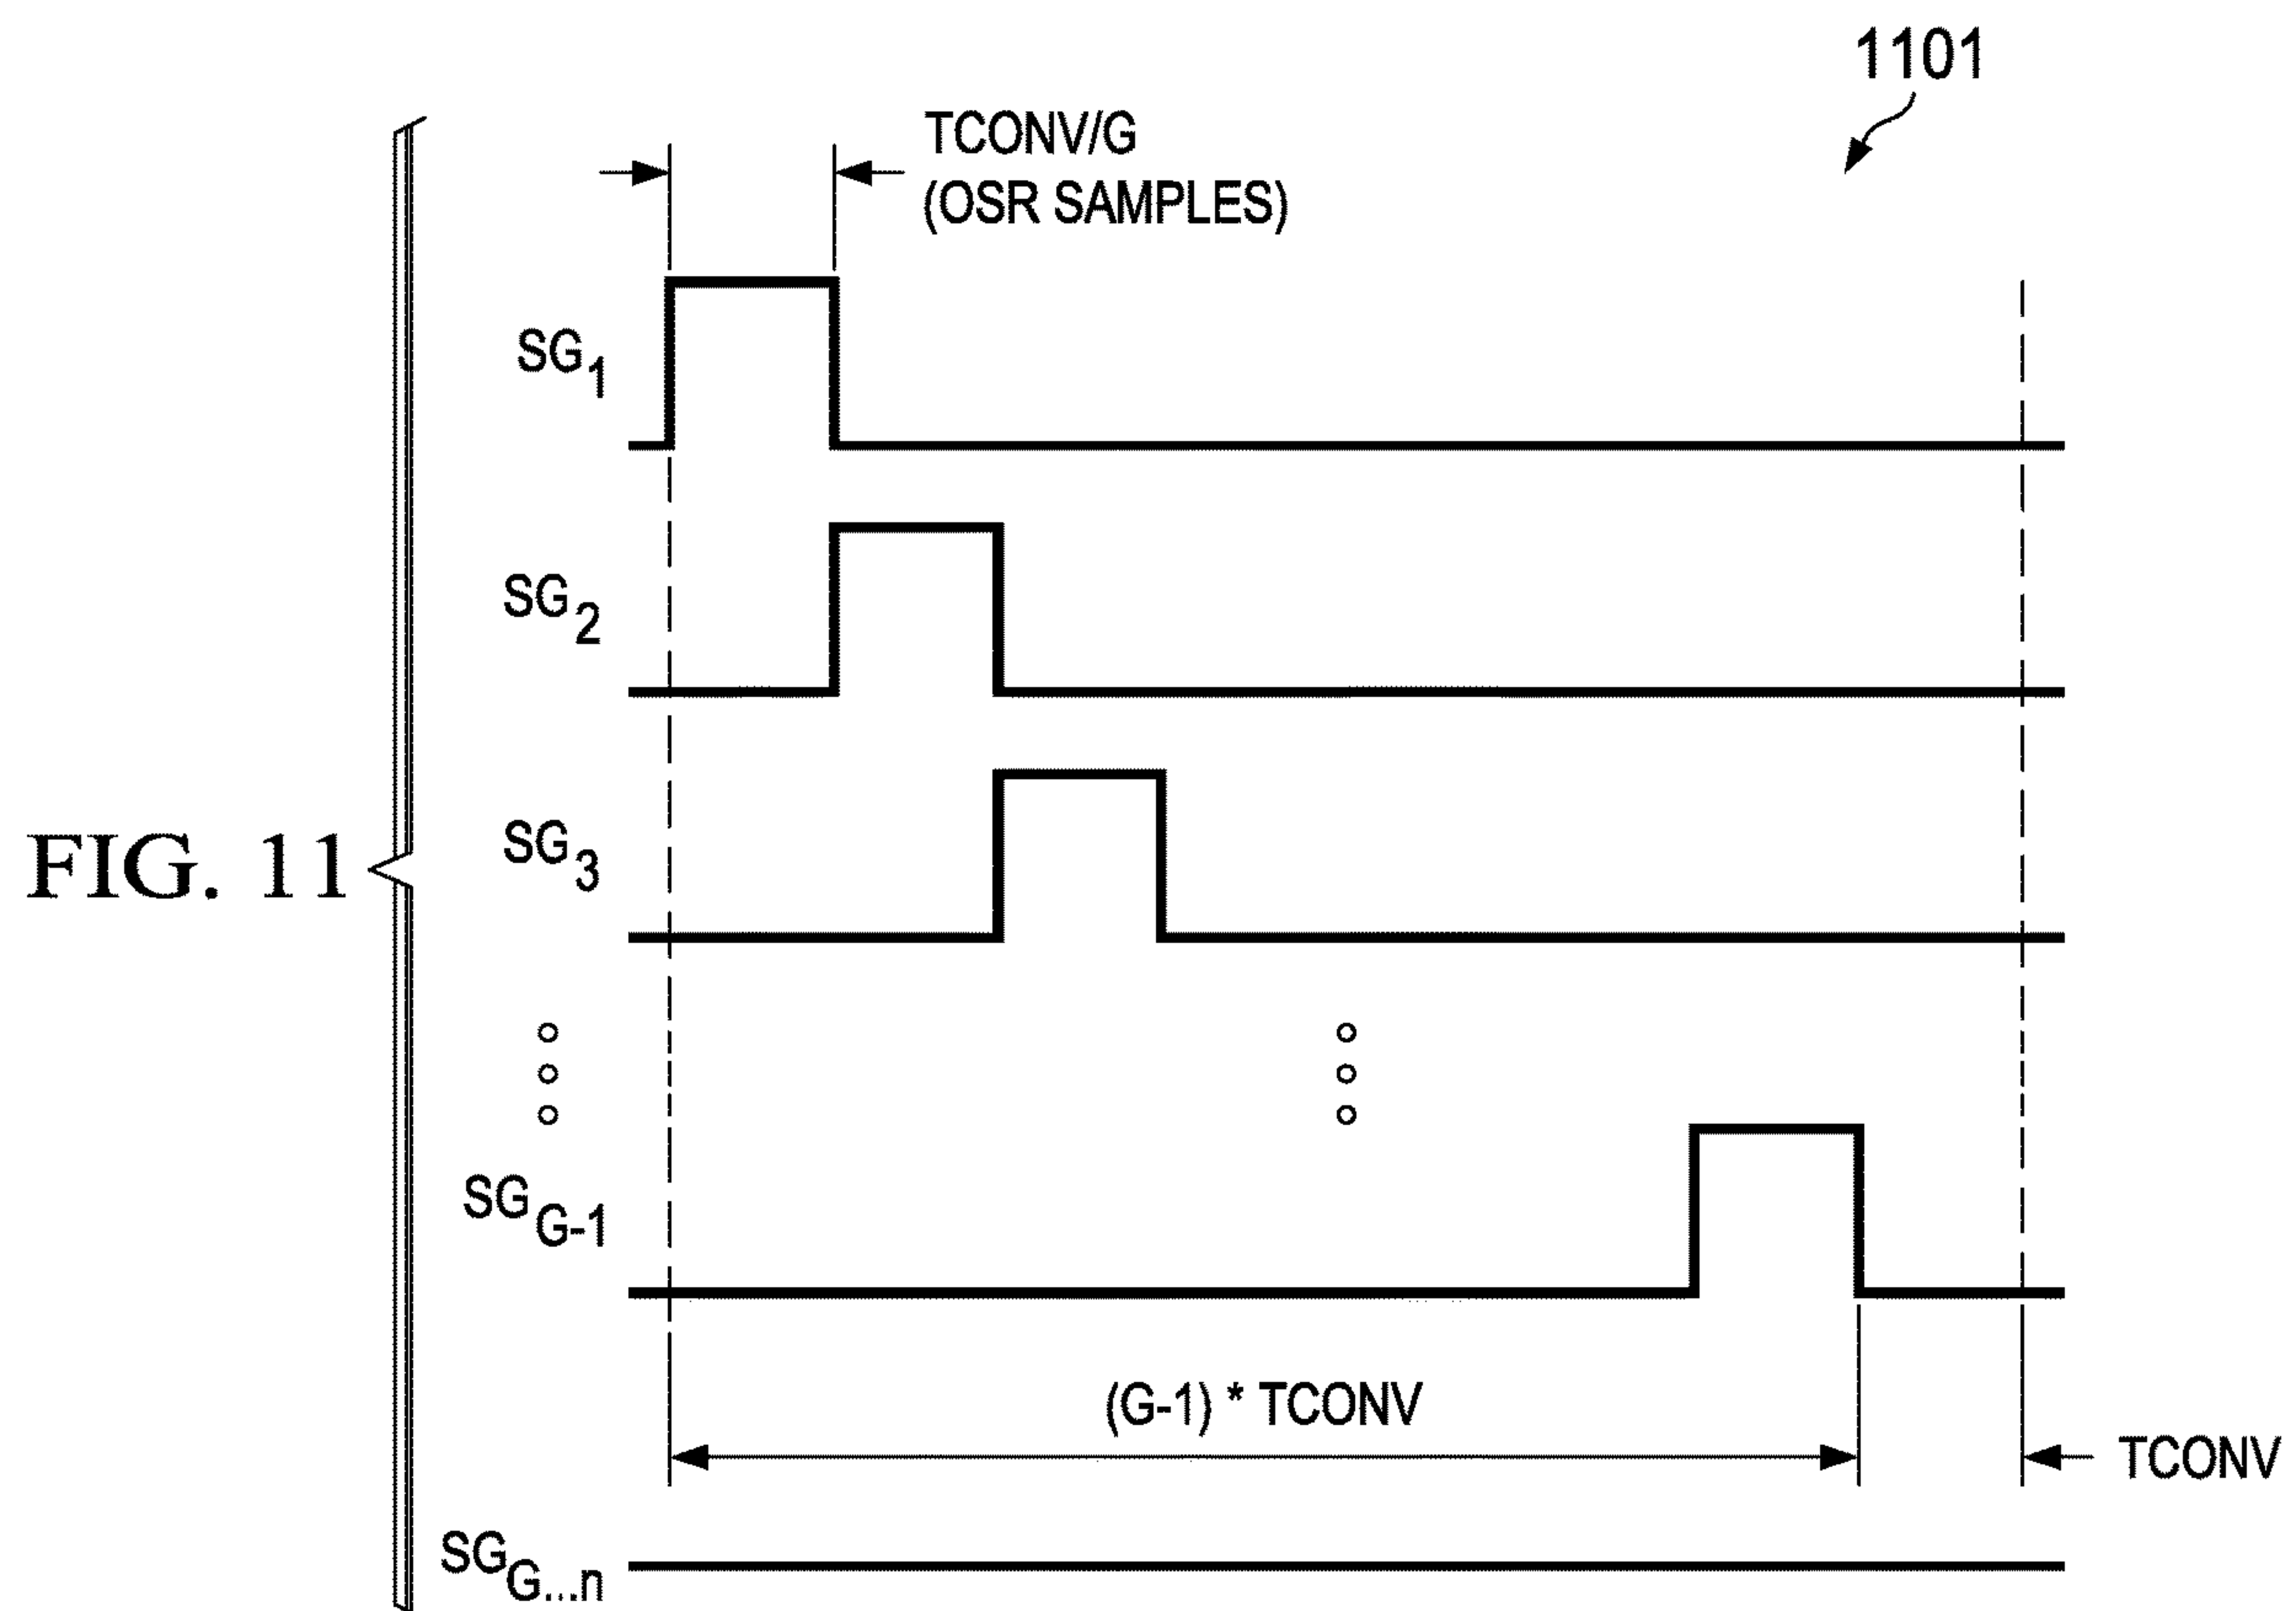 1101
TCONV/G
(OSR SAMPLES)
SG1
SG2
SG3
FIG. 11
SGG-1
(G-1) * TCONV
TCONV
SGG...n